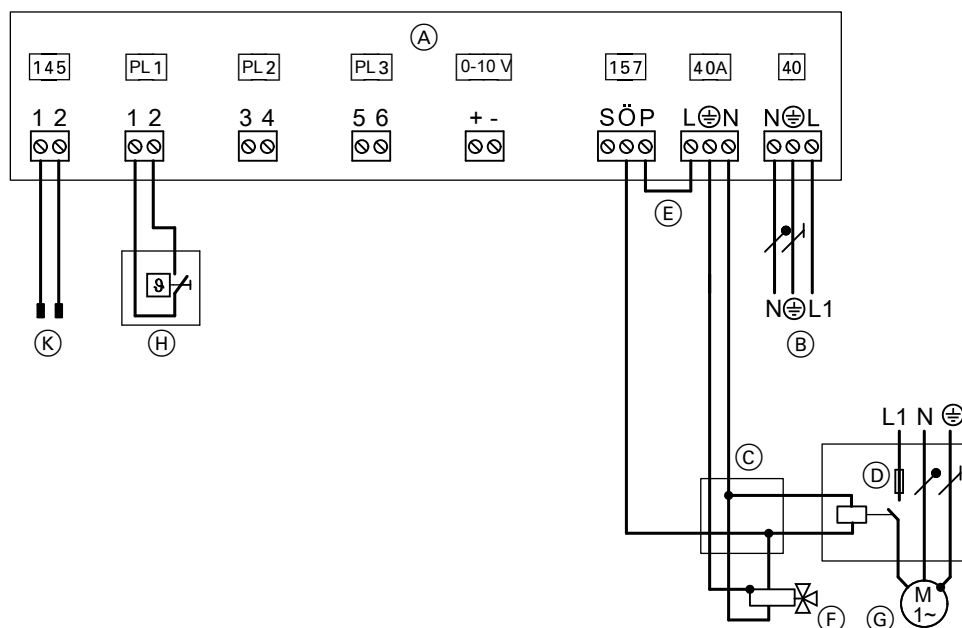 A
145 PL1 PL2 PL3 0-10 V 157 40A 40
1 2 1 2 3 4 5 6 + - S Ö P L N N L
E
ϑ
N L1
K H B
L1 N
C D
M
1~
F G